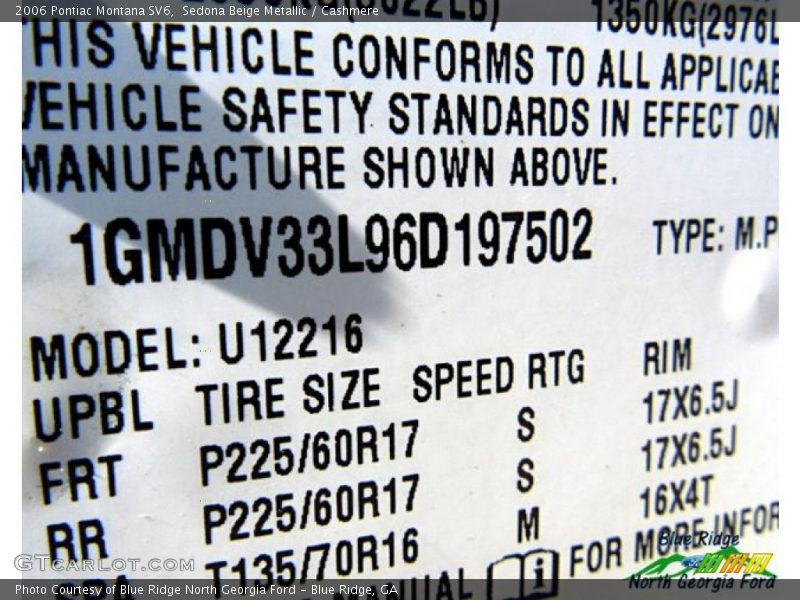 2006 Pontiac Montana SV6, Sedona Beige Metallic / Cashmere
1350KG(2976L
THIS VEHICLE CONFORMS TO ALL APPLICAB
VEHICLE SAFETY STANDARDS IN EFFECT ON
MANUFACTURE SHOWN ABOVE.
1GMDV33L96D197502 TYPE: M.P
MODEL: U12216
UPBL TIRE SIZE SPEED RTG RIM
FRT P225/60R17 S 17X6.5J
RR P225/60R17 S 17X6.5J
SPA T135/70R16 M 16X4T
MANUAL i FOR MORE INFOR
GTCarLot.com
Blue Ridge
North Georgia Ford
Photo Courtesy of Blue Ridge North Georgia Ford - Blue Ridge, GA